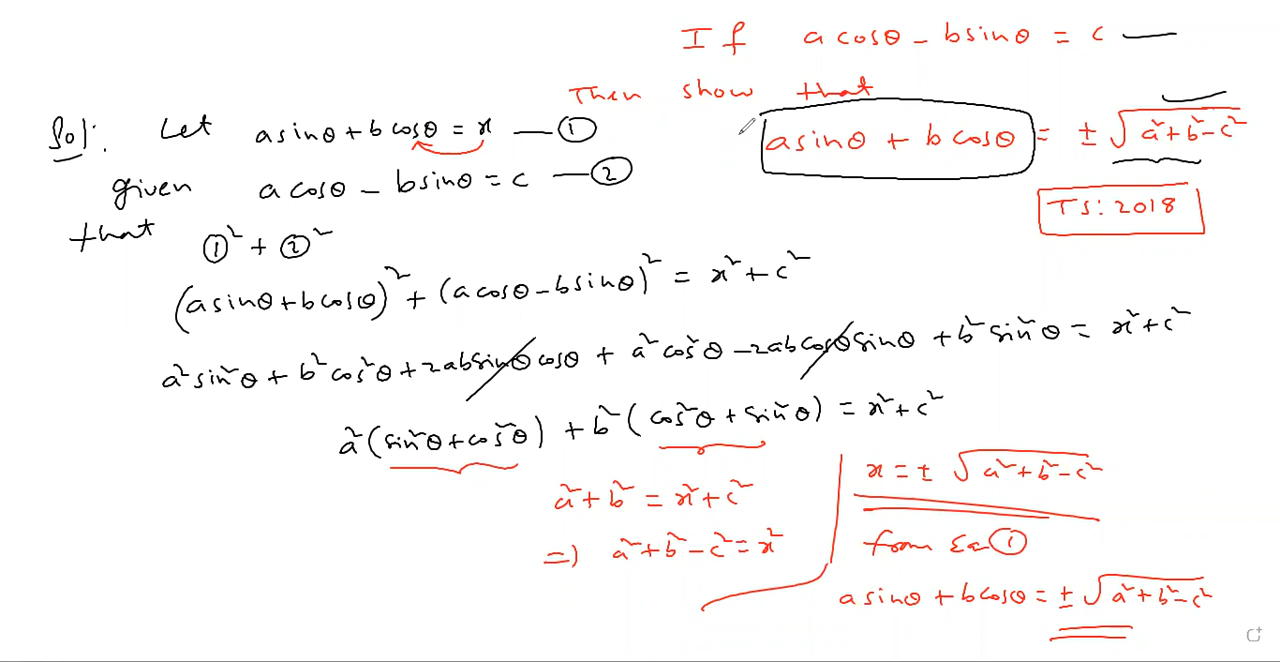 If a cosθ - b sinθ = c
Then show that
a sinθ + b cosθ = ± √a²+b²-c²
TS: 2018
Sol: Let a sinθ + b cosθ = x — ①
given a cosθ - b sinθ = c — ②
that
①² + ②²
(a sinθ + b cosθ)² + (a cosθ - b sinθ)² = x² + c²
a² sin²θ + b² cos²θ + 2ab sinθ cosθ + a² cos²θ - 2ab cosθ sinθ + b² sin²θ = x² + c²
a² (sin²θ + cos²θ) + b² (cos²θ + sin²θ) = x² + c²
a² + b² = x² + c²
=) a² + b² - c² = x²
x = ± √a²+b²-c²
from Eq ①
a sinθ + b cosθ = ± √a²+b²-c²